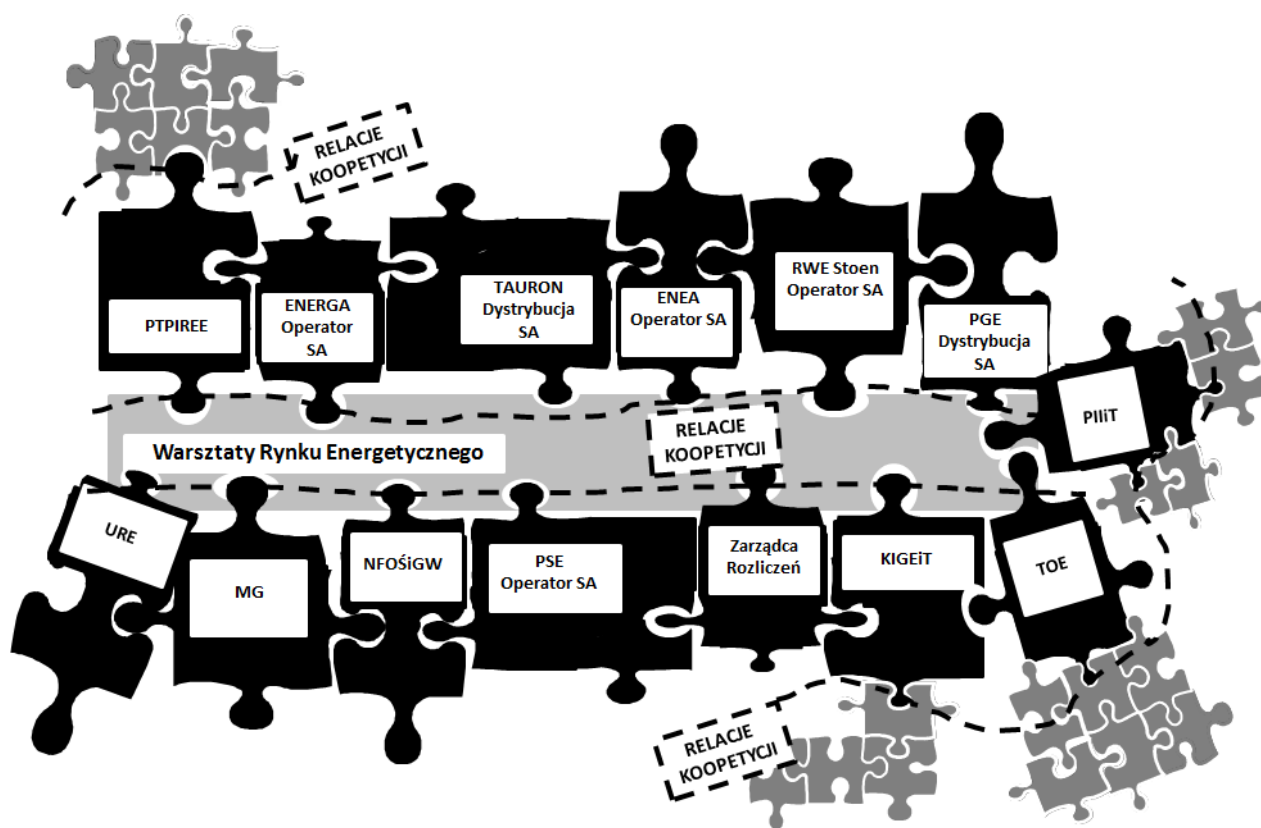 RELACJE
KOOPETYCJI
PTPIREE
ENERGA
Operator
SA
TAURON
Dystrybucja
SA
ENEA
Operator SA
RWE Stoen
Operator SA
PGE
Dystrybucja
SA
PIIiT
Warsztaty Rynku Energetycznego
RELACJE
KOOPETYCJI
URE
MG
NFOŚiGW
PSE
Operator SA
Zarządca
Rozliczeń
KIGEiT
TOE
RELACJE
KOOPETYCJI